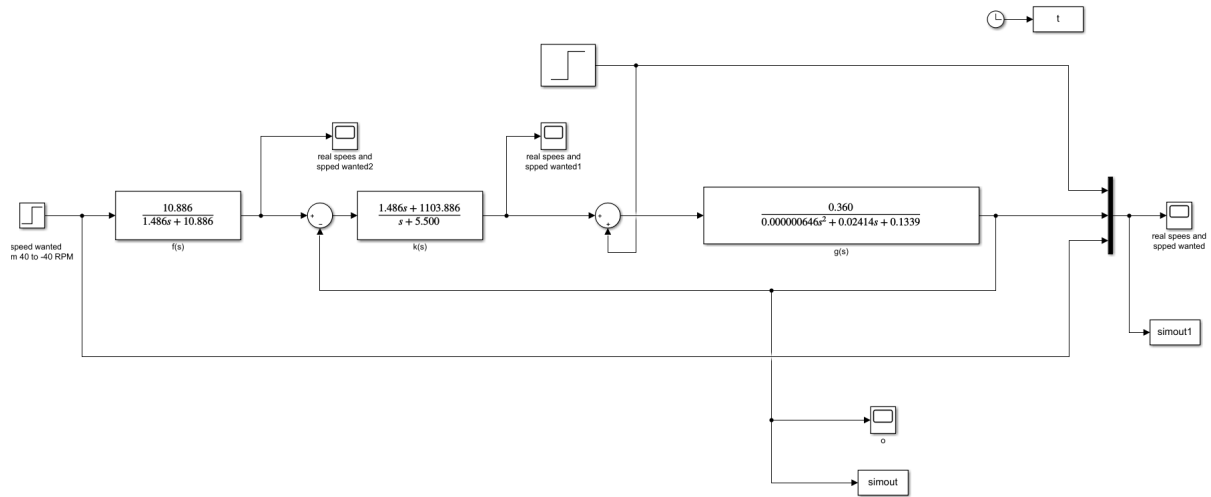 t
real spees and
spped wanted2
real spees and
spped wanted1
10.886
1.486s + 10.886
f(s)
+
−
1.486s + 1103.886
s + 5.500
k(s)
+
+
0.360
0.000000646s² + 0.02414s + 0.1339
g(s)
speed wanted
m 40 to -40 RPM
real spees and
spped wanted
simout1
o
simout